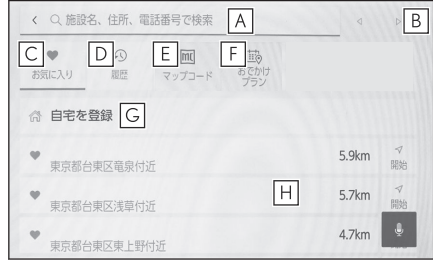 施設名、住所、電話番号で検索
A
B
C
D
E
F
お気に入り
履歴
マップコード
おでかけ
プラン
自宅を登録
G
5.9km
東京都台東区竜泉付近
開始
H
5.7km
東京都台東区浅草付近
開始
4.7km
東京都台東区東上野付近